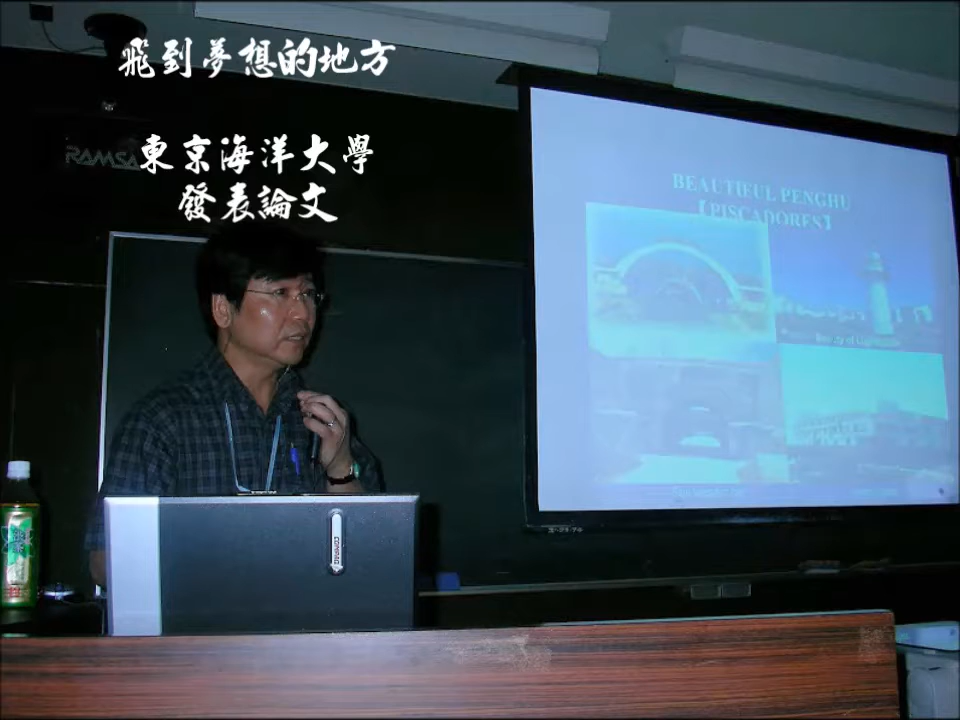 飛到夢想的地方
東京海洋大學
發表論文
RAMSA
BEAUTIFUL PENGHU
【PISCADORES】
COMPAQ